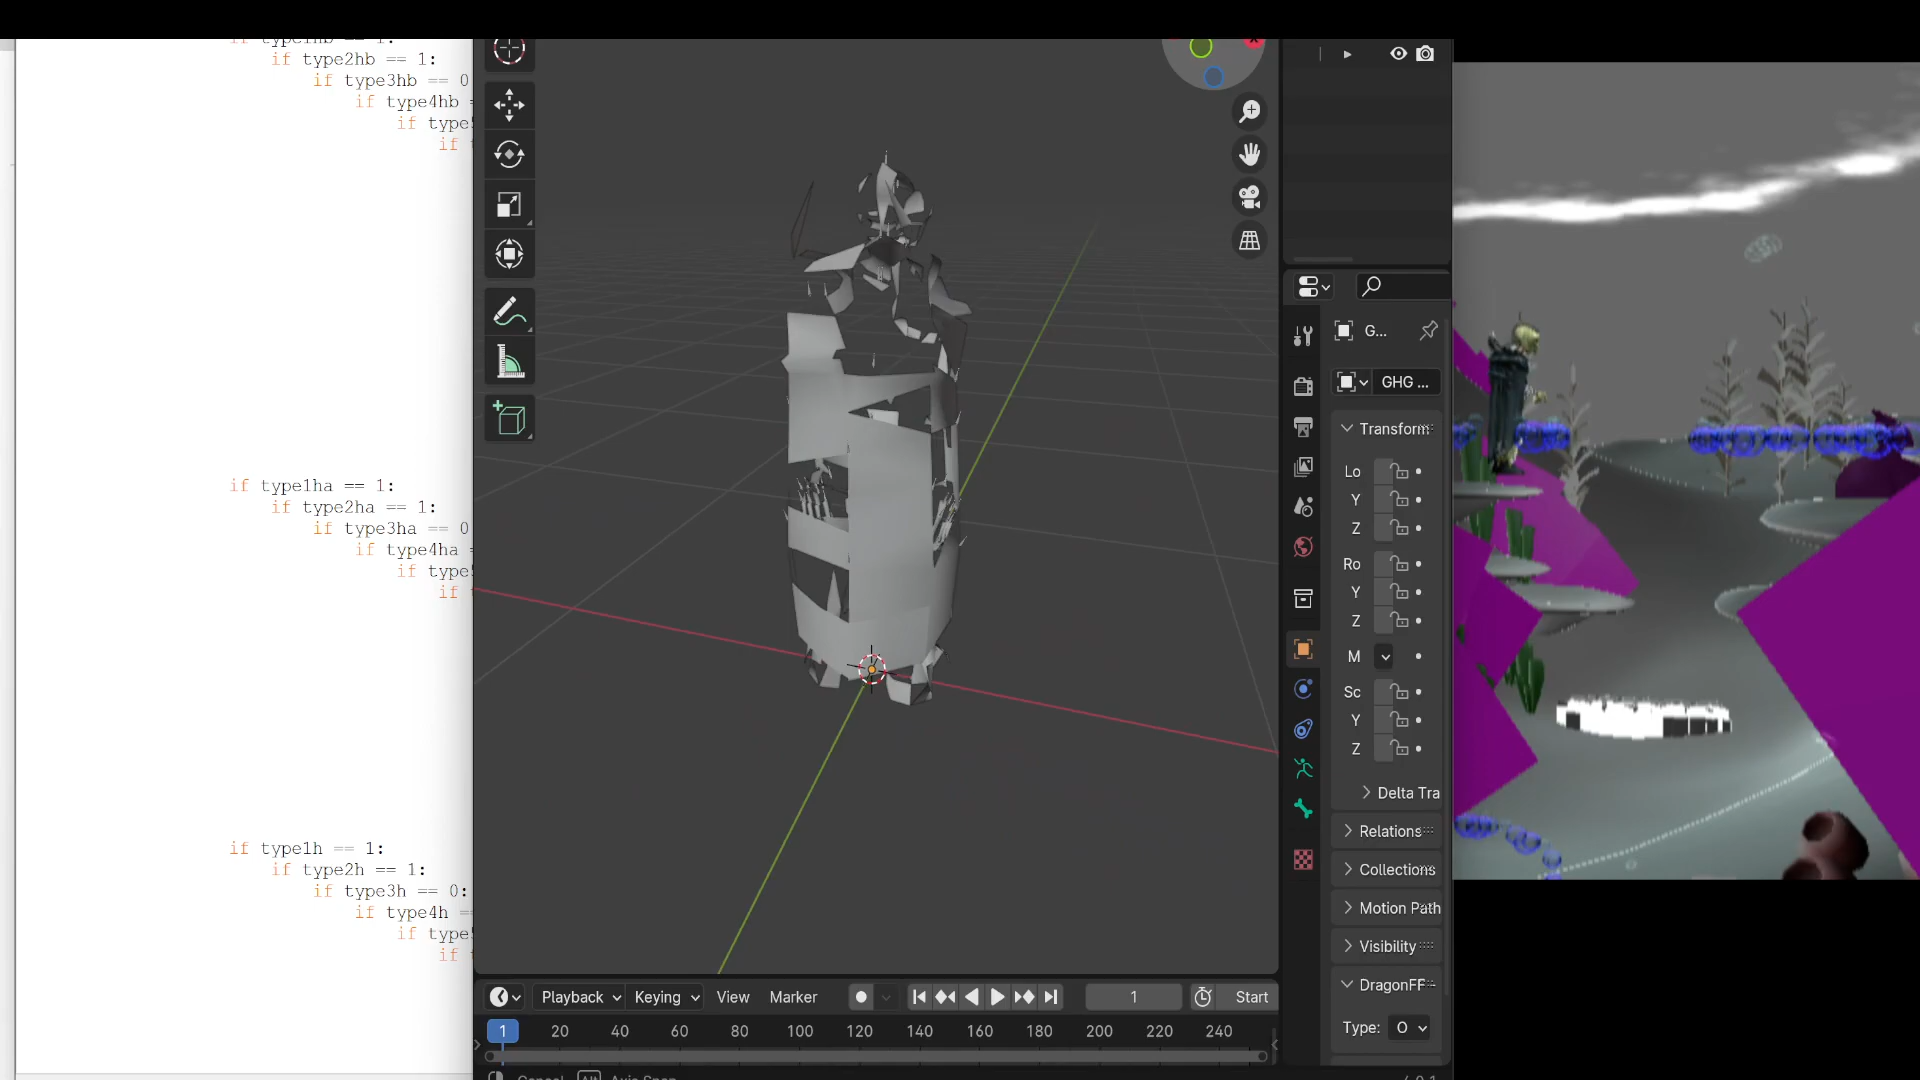 if type2hb == 1:
if type3hb == 0
if type4hb
if type
if
if type1ha == 1:
if type2ha == 1:
if type3ha == 0
if type4ha
if type
if
if type1h == 1:
if type2h == 1:
if type3h == 0:
if type4h
if type
if
G...
GHG ...
Transform
Lo
Y
Z
Ro
Y
Z
M
Sc
Y
Z
Delta Tra
Relations
Collections
Motion Path
Visibility
DragonFF
Type: O
Playback Keying View Marker 1 Start
1 20 40 60 80 100 120 140 160 180 200 220 240